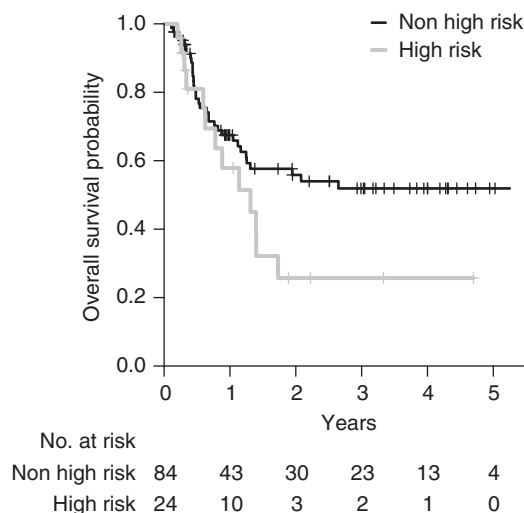 Non high risk
High risk
Overall survival probability
1.0
0.8
0.6
0.4
0.2
0.0
0 1 2 3 4 5
Years
No. at risk
Non high risk 84 43 30 23 13 4
High risk 24 10 3 2 1 0